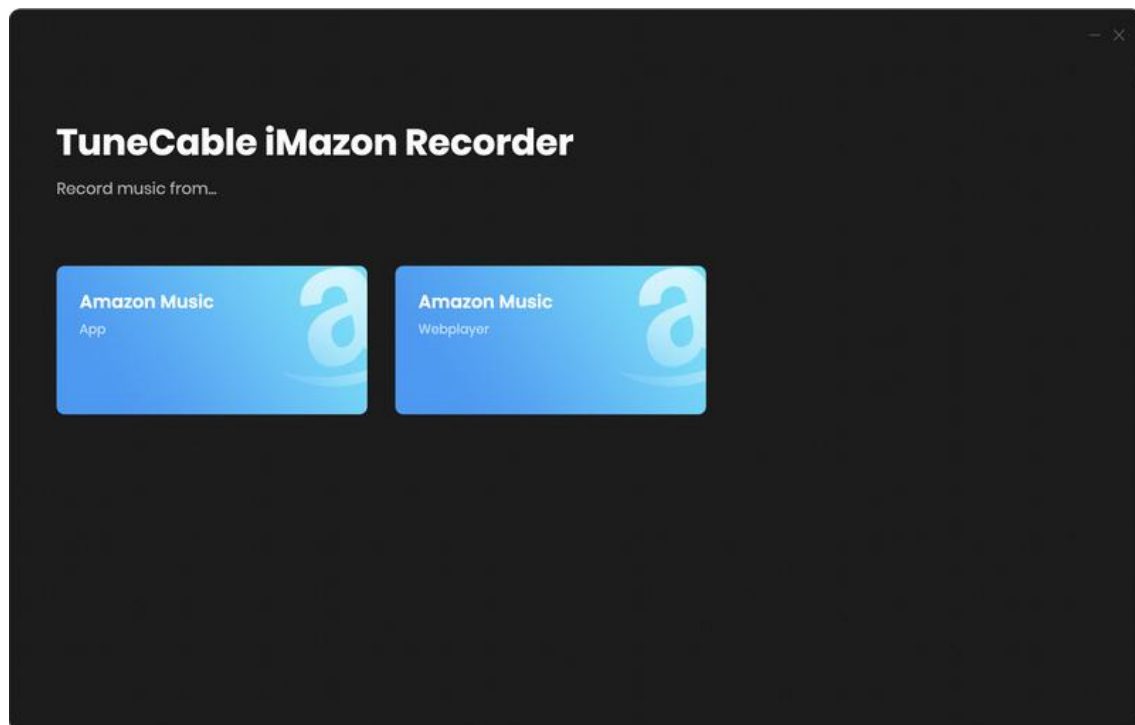 TuneCable iMazon Recorder
Record music from...
Amazon Music
App
Amazon Music
Webplayer